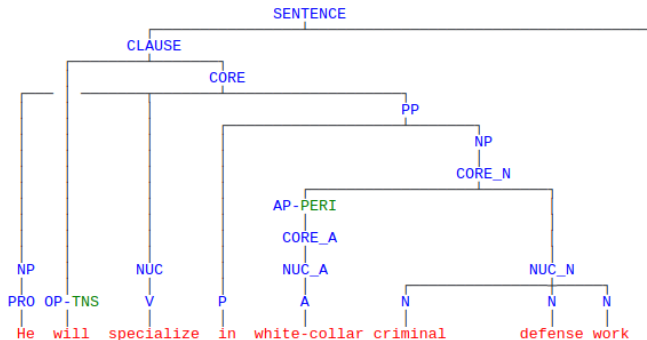 SENTENCE
CLAUSE
CORE
PP
NP
CORE_N
AP-PERI
CORE_A
NP NUC NUC_A NUC_N
PRO OP-TNS V P A N N N
He will specialize in white-collar criminal defense work